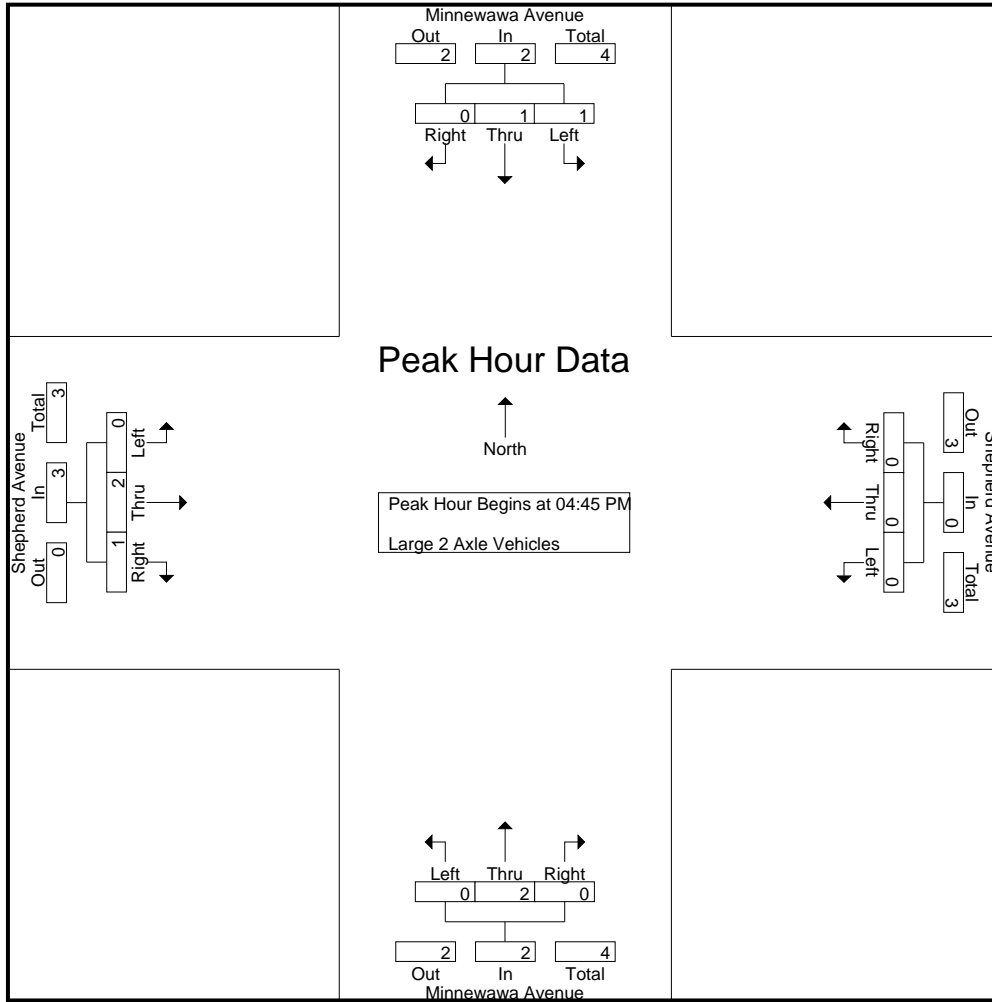 Minnewawa Avenue
Out In Total
2 2 4
0 1 1
Right Thru Left
Peak Hour Data
North
Peak Hour Begins at 04:45 PM
Large 2 Axle Vehicles
Shepherd Avenue
Out In Total
0 3 3
1 2 0
Right Thru Left
Shepherd Avenue
Out In Total
3 0 3
0 0 0
Right Thru Left
Left Thru Right
0 2 0
2 2 4
Out In Total
Minnewawa Avenue